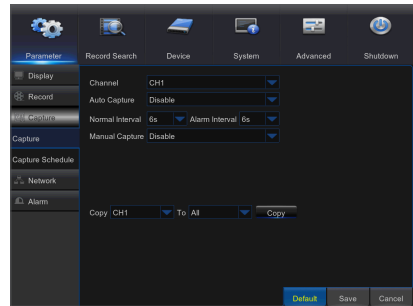 Parameter Record Search Device System Advanced Shutdown
Display
Record
Capture
Capture
Capture Schedule
Network
Alarm
Channel CH1
Auto Capture Disable
Normal Interval 6s Alarm Interval 6s
Manual Capture Disable
Copy CH1 To All Copy
Default Save Cancel